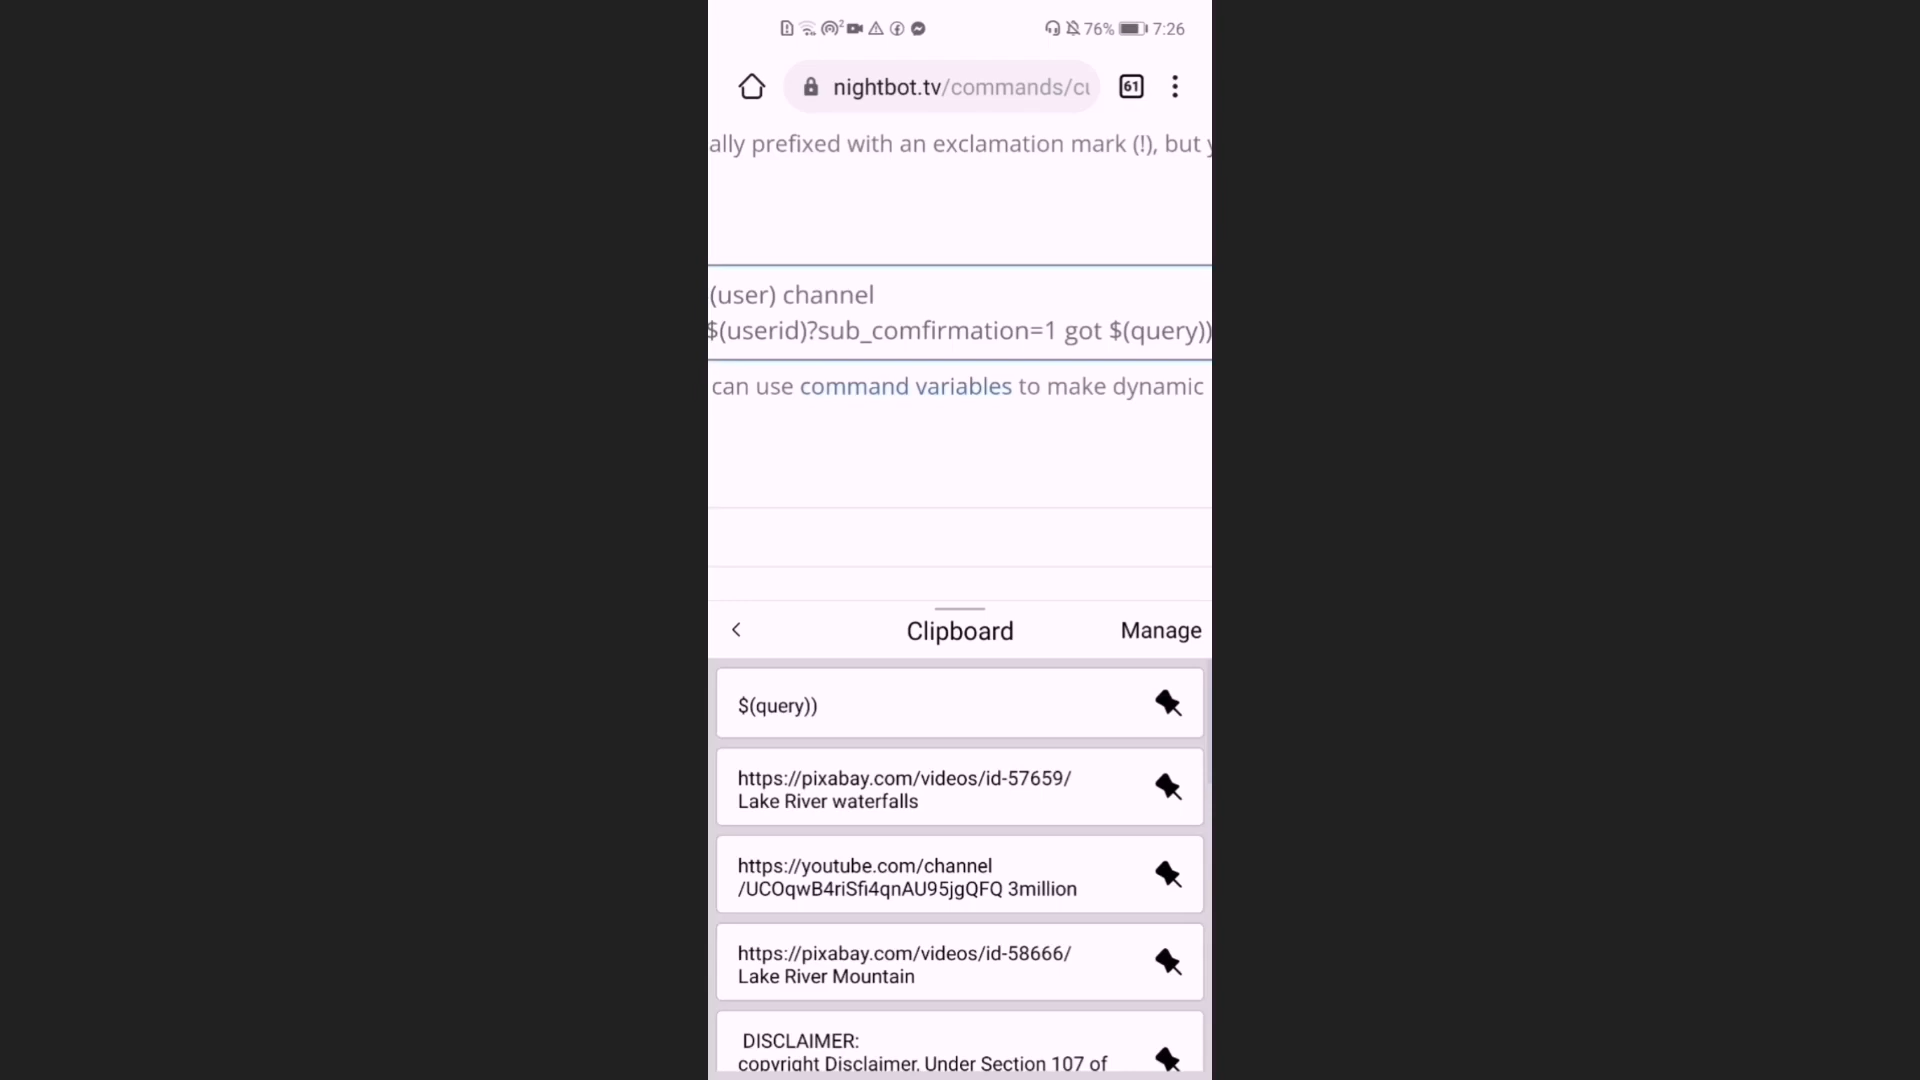 2 76% 7:26
nightbot.tv/commands/cu 61
ally prefixed with an exclamation mark (!), but y
(user) channel
$(userid)?sub_comfirmation=1 got $(query))
can use command variables to make dynamic
Clipboard Manage
$(query))
https://pixabay.com/videos/id-57659/
Lake River waterfalls
https://youtube.com/channel
/UCOqwB4riSfi4qnAU95jgQFQ 3million
https://pixabay.com/videos/id-58666/
Lake River Mountain
DISCLAIMER:
copyright Disclaimer, Under Section 107 of